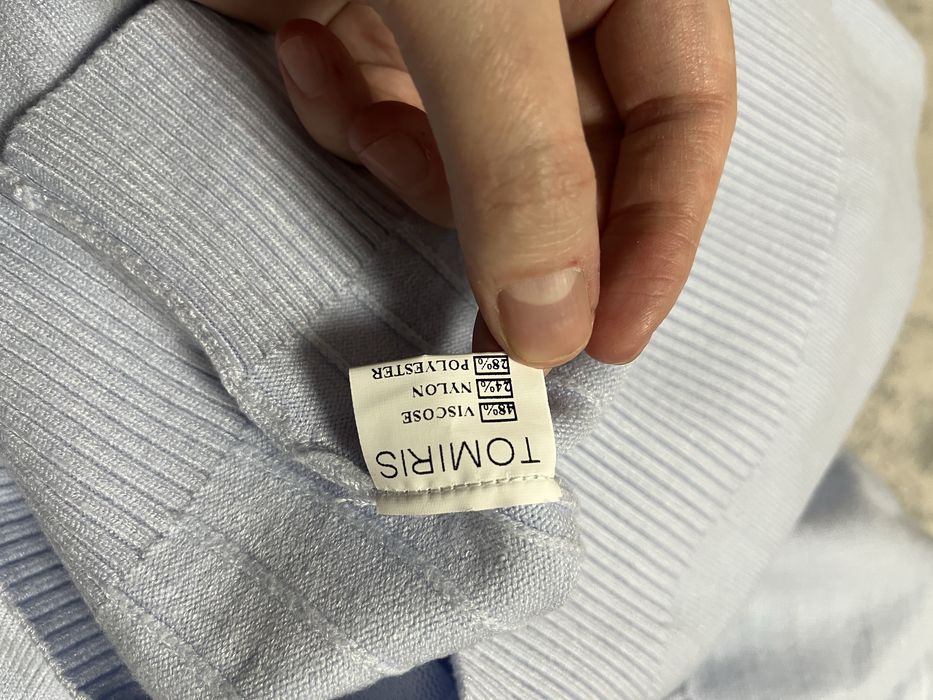 TOMIRIS
48% VISCOSE
24% NYLON
28% POLYESTER